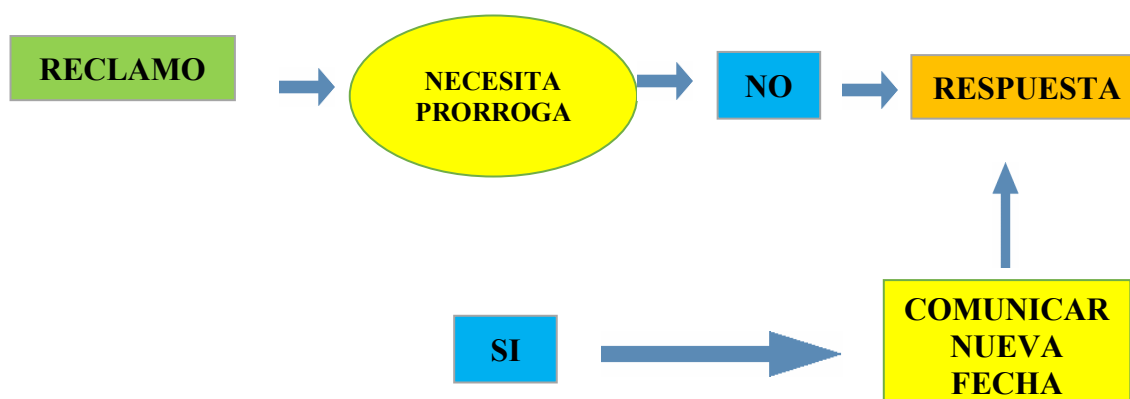 RECLAMO
NECESITA
PRORROGA
NO
RESPUESTA
SI
COMUNICAR
NUEVA
FECHA